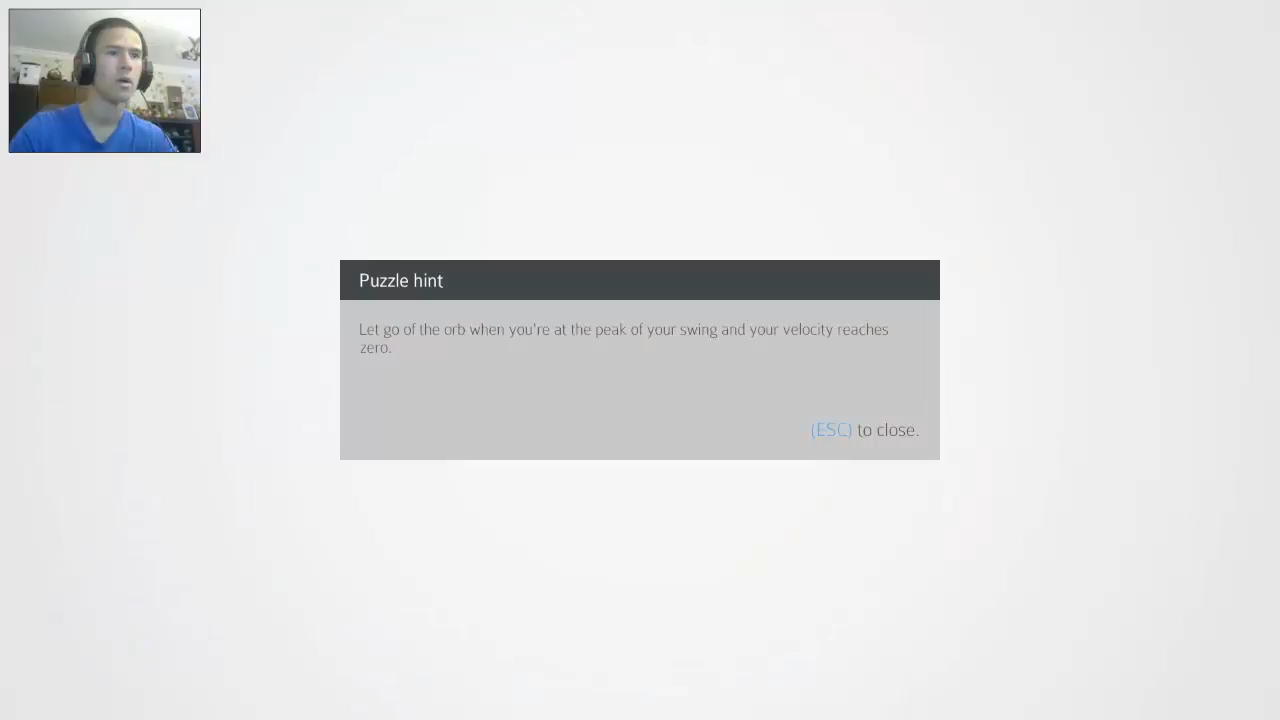 Puzzle hint
Let go of the orb when you're at the peak of your swing and your velocity reaches
zero.
(ESC) to close.